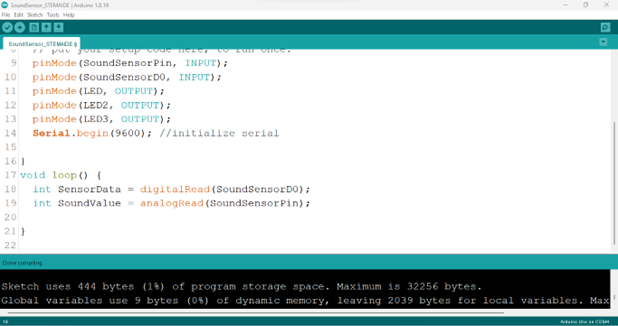 SoundSensor_STEMAIDE | Arduino 1.8.19
File Edit Sketch Tools Help
SoundSensor_STEMAIDE §
8 // put your setup code here, to run once:
9 pinMode(SoundSensorPin, INPUT);
10 pinMode(SoundSensorD0, INPUT);
11 pinMode(LED, OUTPUT);
12 pinMode(LED2, OUTPUT);
13 pinMode(LED3, OUTPUT);
14 Serial.begin(9600); //initialize serial
15
16 }
17 void loop() {
18 int SensorData = digitalRead(SoundSensorD0);
19 int SoundValue = analogRead(SoundSensorPin);
20
21 }
22
Done compiling
Sketch uses 444 bytes (1%) of program storage space. Maximum is 32256 bytes.
Global variables use 9 bytes (0%) of dynamic memory, leaving 2039 bytes for local variables. Max
Arduino Uno on COM4